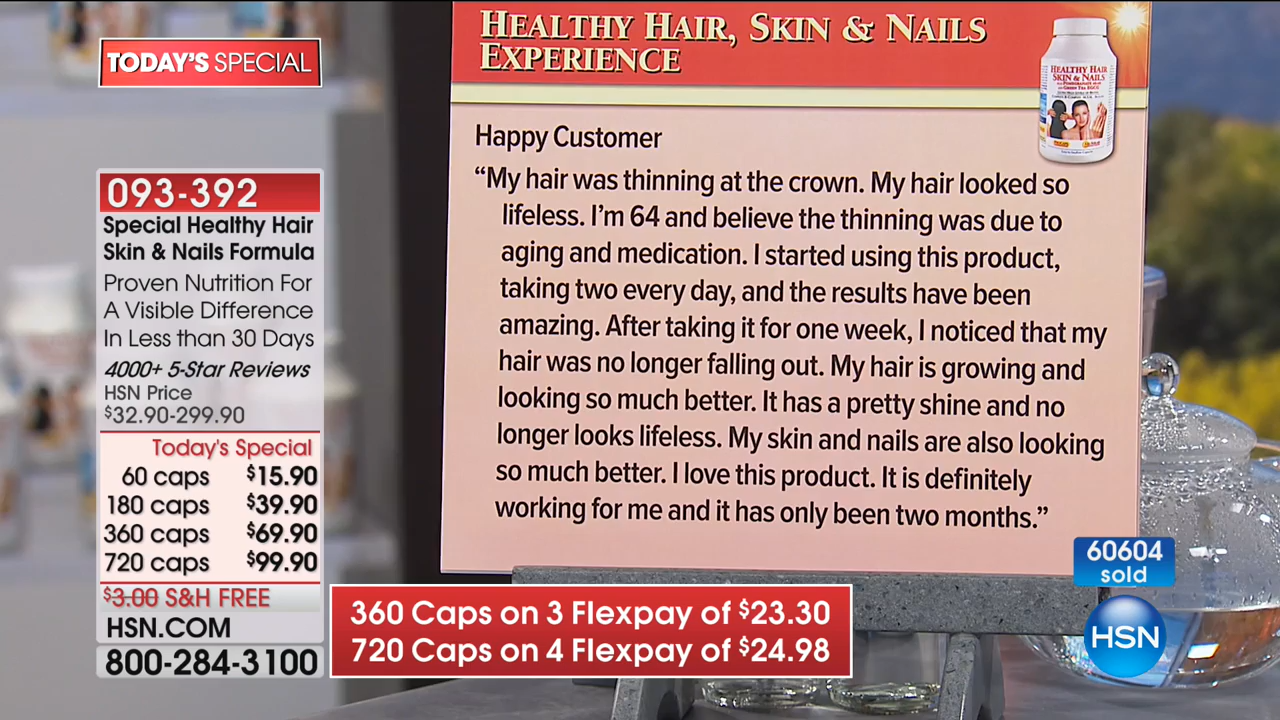 TODAY'S SPECIAL
093-392
Special Healthy Hair
Skin & Nails Formula
Proven Nutrition For
A Visible Difference
In Less than 30 Days
4000+ 5-Star Reviews
HSN Price
$32.90-299.90
Today's Special
60 caps $15.90
180 caps $39.90
360 caps $69.90
720 caps $99.90
$3.00 S&H FREE
HSN.COM
800-284-3100
HEALTHY HAIR, SKIN & NAILS
EXPERIENCE
HEALTHY HAIR
SKIN & NAILS
Happy Customer
“My hair was thinning at the crown. My hair looked so
lifeless. I’m 64 and believe the thinning was due to
aging and medication. I started using this product,
taking two every day, and the results have been
amazing. After taking it for one week, I noticed that my
hair was no longer falling out. My hair is growing and
looking so much better. It has a pretty shine and no
longer looks lifeless. My skin and nails are also looking
so much better. I love this product. It is definitely
working for me and it has only been two months.”
360 Caps on 3 Flexpay of $23.30
720 Caps on 4 Flexpay of $24.98
60604
sold
HSN